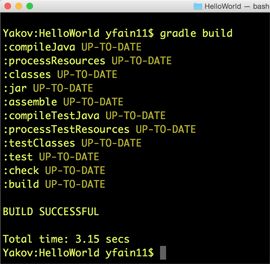 HelloWorld — bash
Yakov:HelloWorld yfain11$ gradle build
:compileJava UP-TO-DATE
:processResources UP-TO-DATE
:classes UP-TO-DATE
:jar UP-TO-DATE
:assemble UP-TO-DATE
:compileTestJava UP-TO-DATE
:processTestResources UP-TO-DATE
:testClasses UP-TO-DATE
:test UP-TO-DATE
:check UP-TO-DATE
:build UP-TO-DATE
BUILD SUCCESSFUL
Total time: 3.15 secs
Yakov:HelloWorld yfain11$